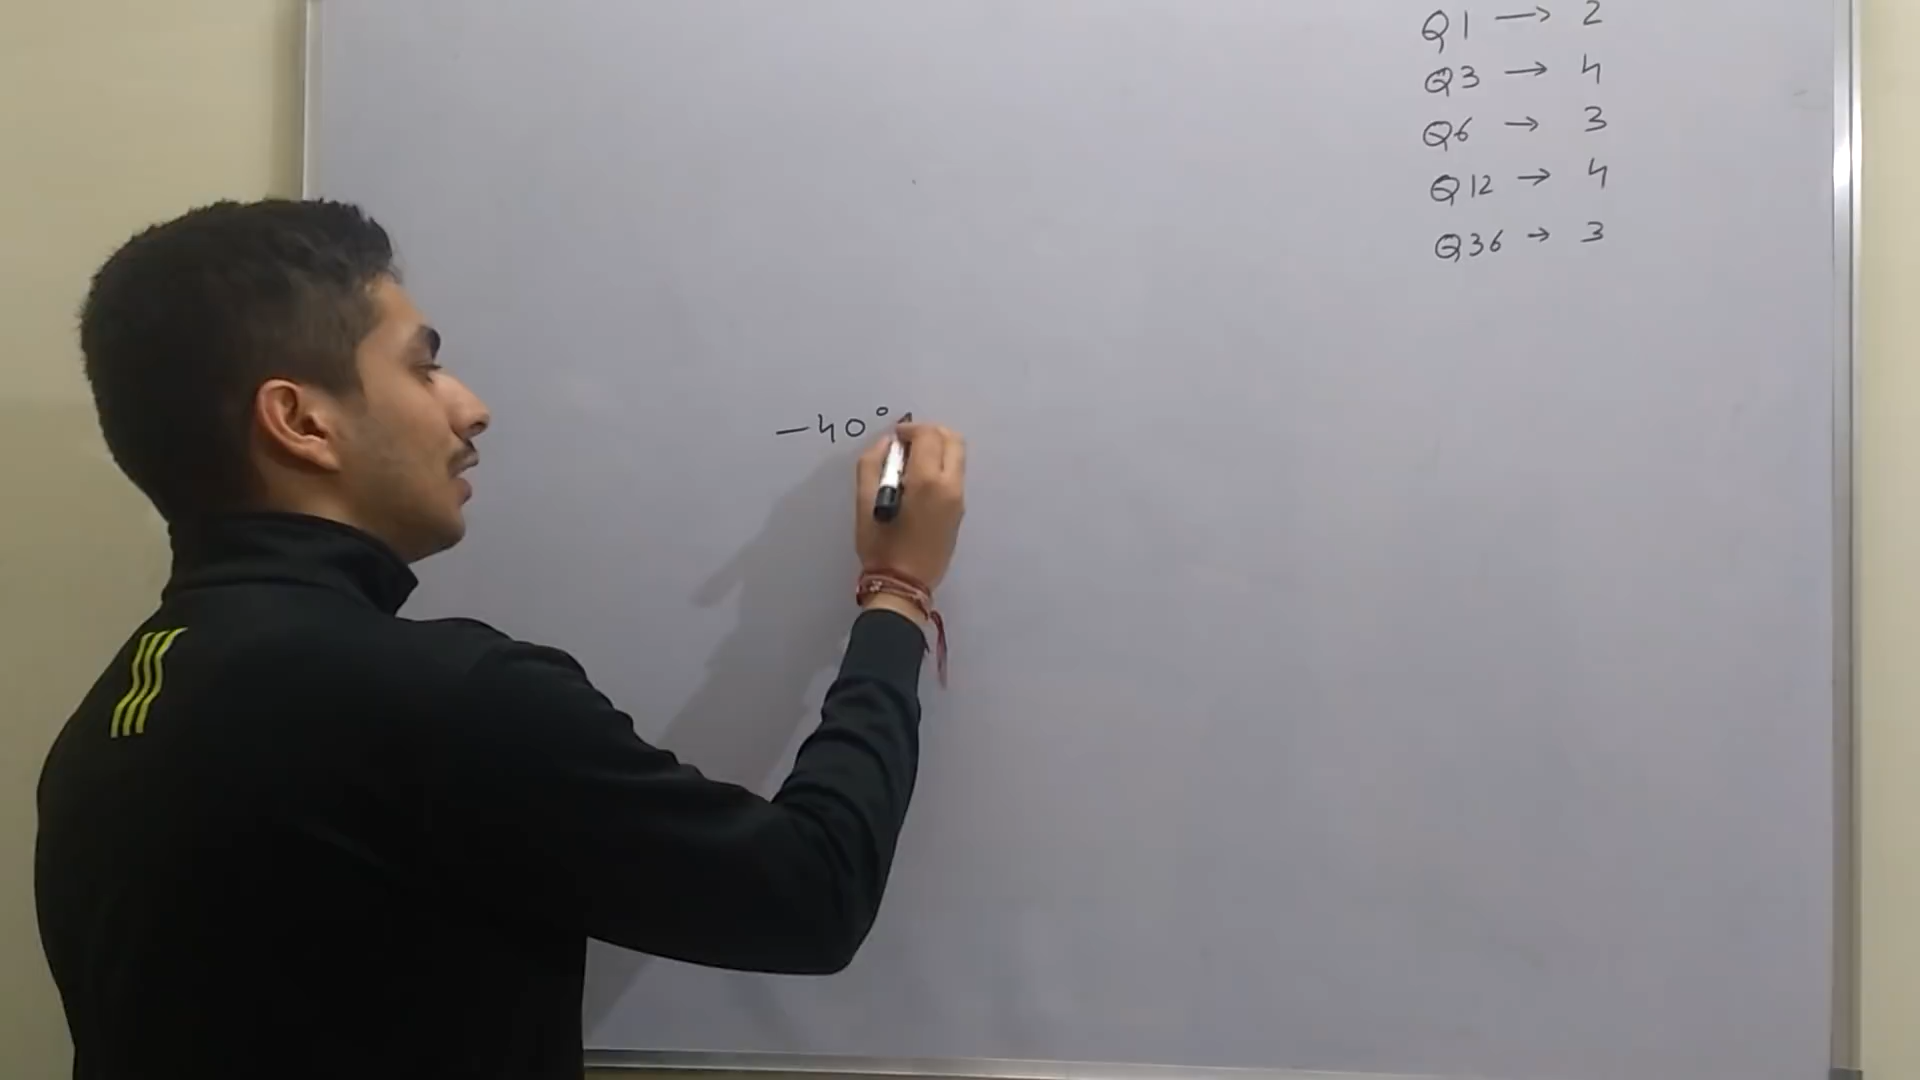 Q1 → 2
Q3 → 4
Q6 → 3
Q12 → 4
Q36 → 3
-40°